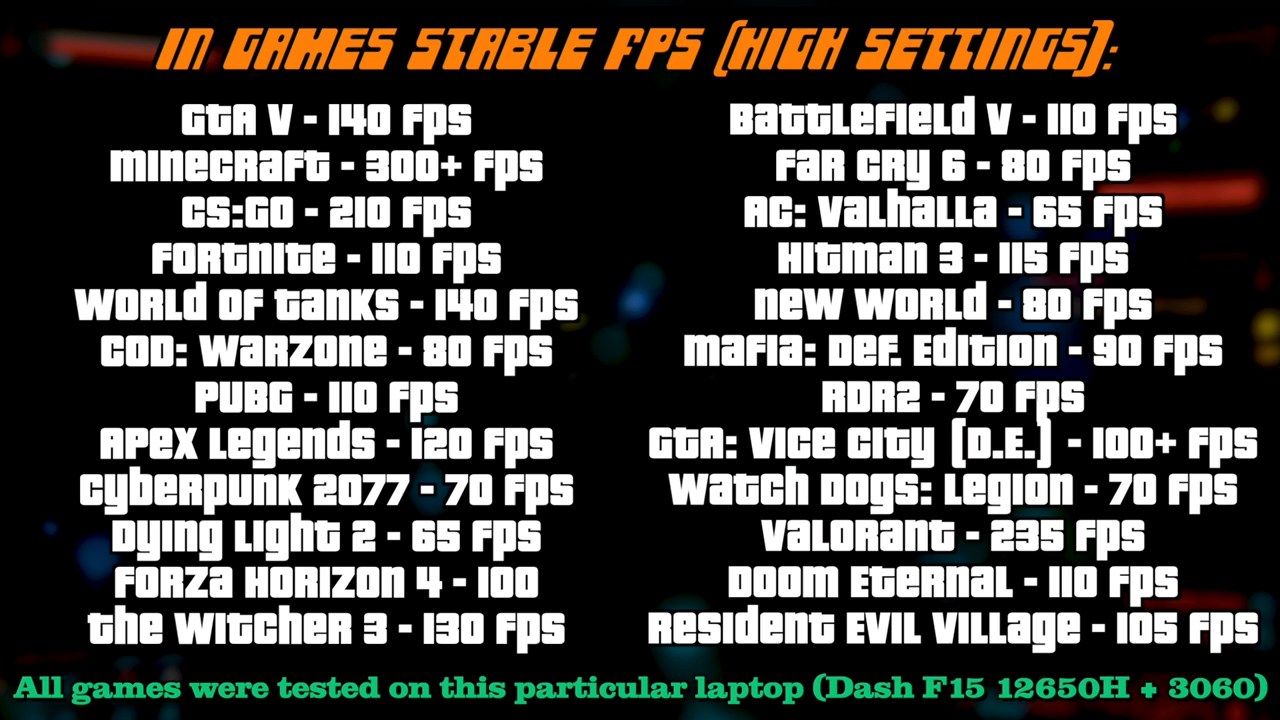 IN GAMES STABLE FPS (HIGH SETTINGS):
GTA V - 140 FPS
Minecraft - 300+ FPS
CS:GO - 210 FPS
Fortnite - 110 FPS
World of Tanks - 140 FPS
COD: Warzone - 80 FPS
PUBG - 110 FPS
Apex Legends - 120 FPS
Cyberpunk 2077 - 70 FPS
Dying Light 2 - 65 FPS
Forza Horizon 4 - 100
The Witcher 3 - 130 FPS
Battlefield V - 110 FPS
Far Cry 6 - 80 FPS
AC: Valhalla - 65 FPS
Hitman 3 - 115 FPS
New World - 80 FPS
Mafia: Def. Edition - 90 FPS
RDR2 - 70 FPS
GTA: Vice City (D.E.) - 100+ FPS
Watch Dogs: Legion - 70 FPS
Valorant - 235 FPS
DOOM Eternal - 110 FPS
Resident Evil Village - 105 FPS
All games were tested on this particular laptop (Dash F15 12650H + 3060)